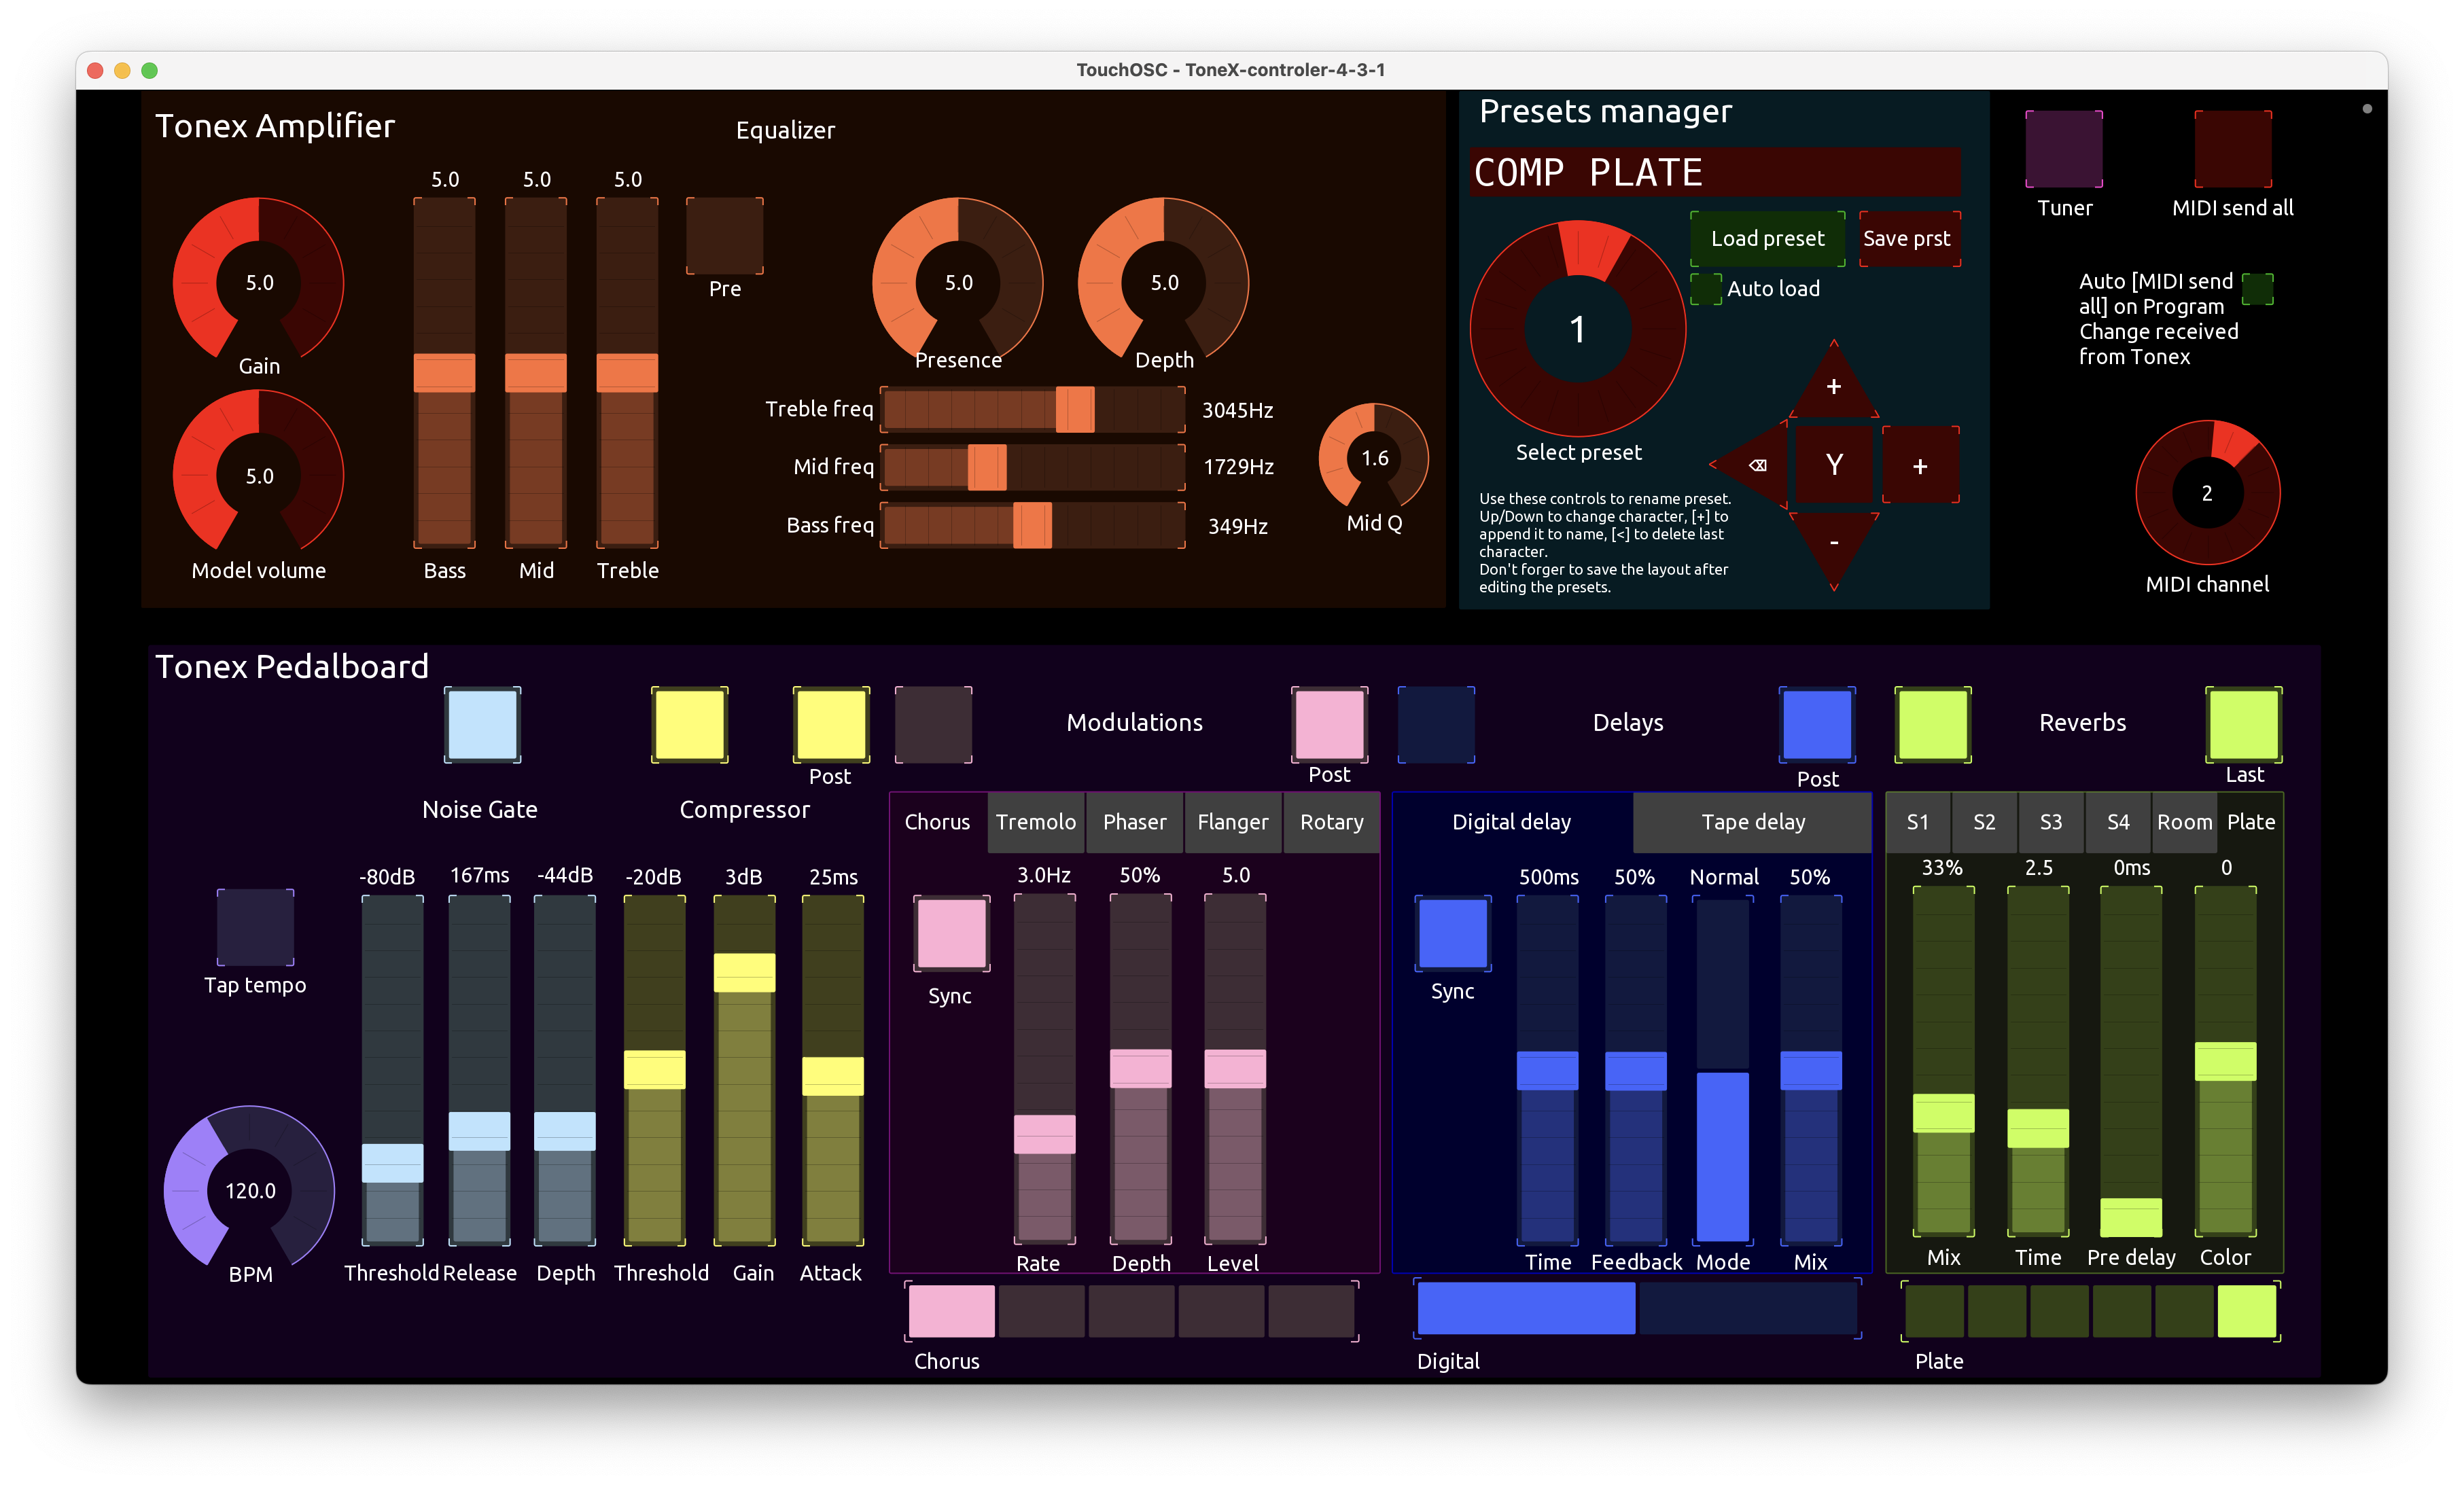 TouchOSC - ToneX-controler-4-3-1
Tonex Amplifier
Equalizer
5.0 5.0 5.0
Pre
5.0
Gain
5.0
Model volume
Bass Mid Treble
5.0
Presence
5.0
Depth
Treble freq 3045Hz
Mid freq 1729Hz
Bass freq 349Hz
1.6
Mid Q
Presets manager
COMP PLATE
Load preset Save prst
Auto load
1
Select preset
+
⌫ Y +
-
Use these controls to rename preset.
Up/Down to change character, [+] to
append it to name, [<] to delete last
character.
Don't forger to save the layout after
editing the presets.
Tuner MIDI send all
Auto [MIDI send
all] on Program
Change received
from Tonex
2
MIDI channel
Tonex Pedalboard
Noise Gate
Compressor
Post
Modulations
Post
Delays
Post
Reverbs
Last
Tap tempo
120.0
BPM
-80dB 167ms -44dB -20dB 3dB 25ms
Threshold Release Depth Threshold Gain Attack
Chorus Tremolo Phaser Flanger Rotary
3.0Hz 50% 5.0
Sync
Rate Depth Level
Chorus
Digital delay Tape delay
500ms 50% Normal 50%
Sync
Time Feedback Mode Mix
Digital
S1 S2 S3 S4 Room Plate
33% 2.5 0ms 0
Mix Time Pre delay Color
Plate